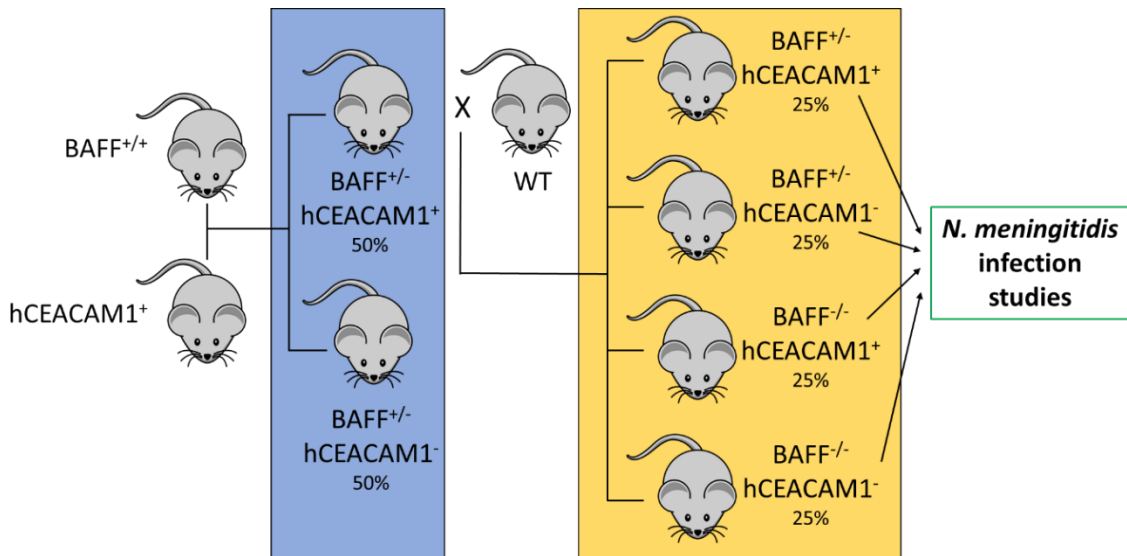 BAFF+/+
hCEACAM1+
BAFF+/-
hCEACAM1+
50%
BAFF+/-
hCEACAM1-
50%
X
WT
BAFF+/-
hCEACAM1+
25%
BAFF+/-
hCEACAM1-
25%
BAFF-/-
hCEACAM1+
25%
BAFF-/-
hCEACAM1-
25%
N. meningitidis
infection
studies